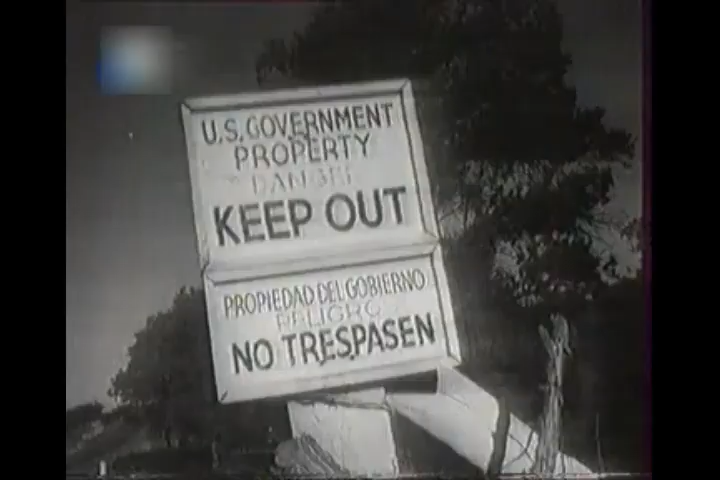 U.S. GOVERNMENT
PROPERTY
DANGER
KEEP OUT
PROPIEDAD DEL GOBIERNO
PELIGRO
NO TRESPASEN